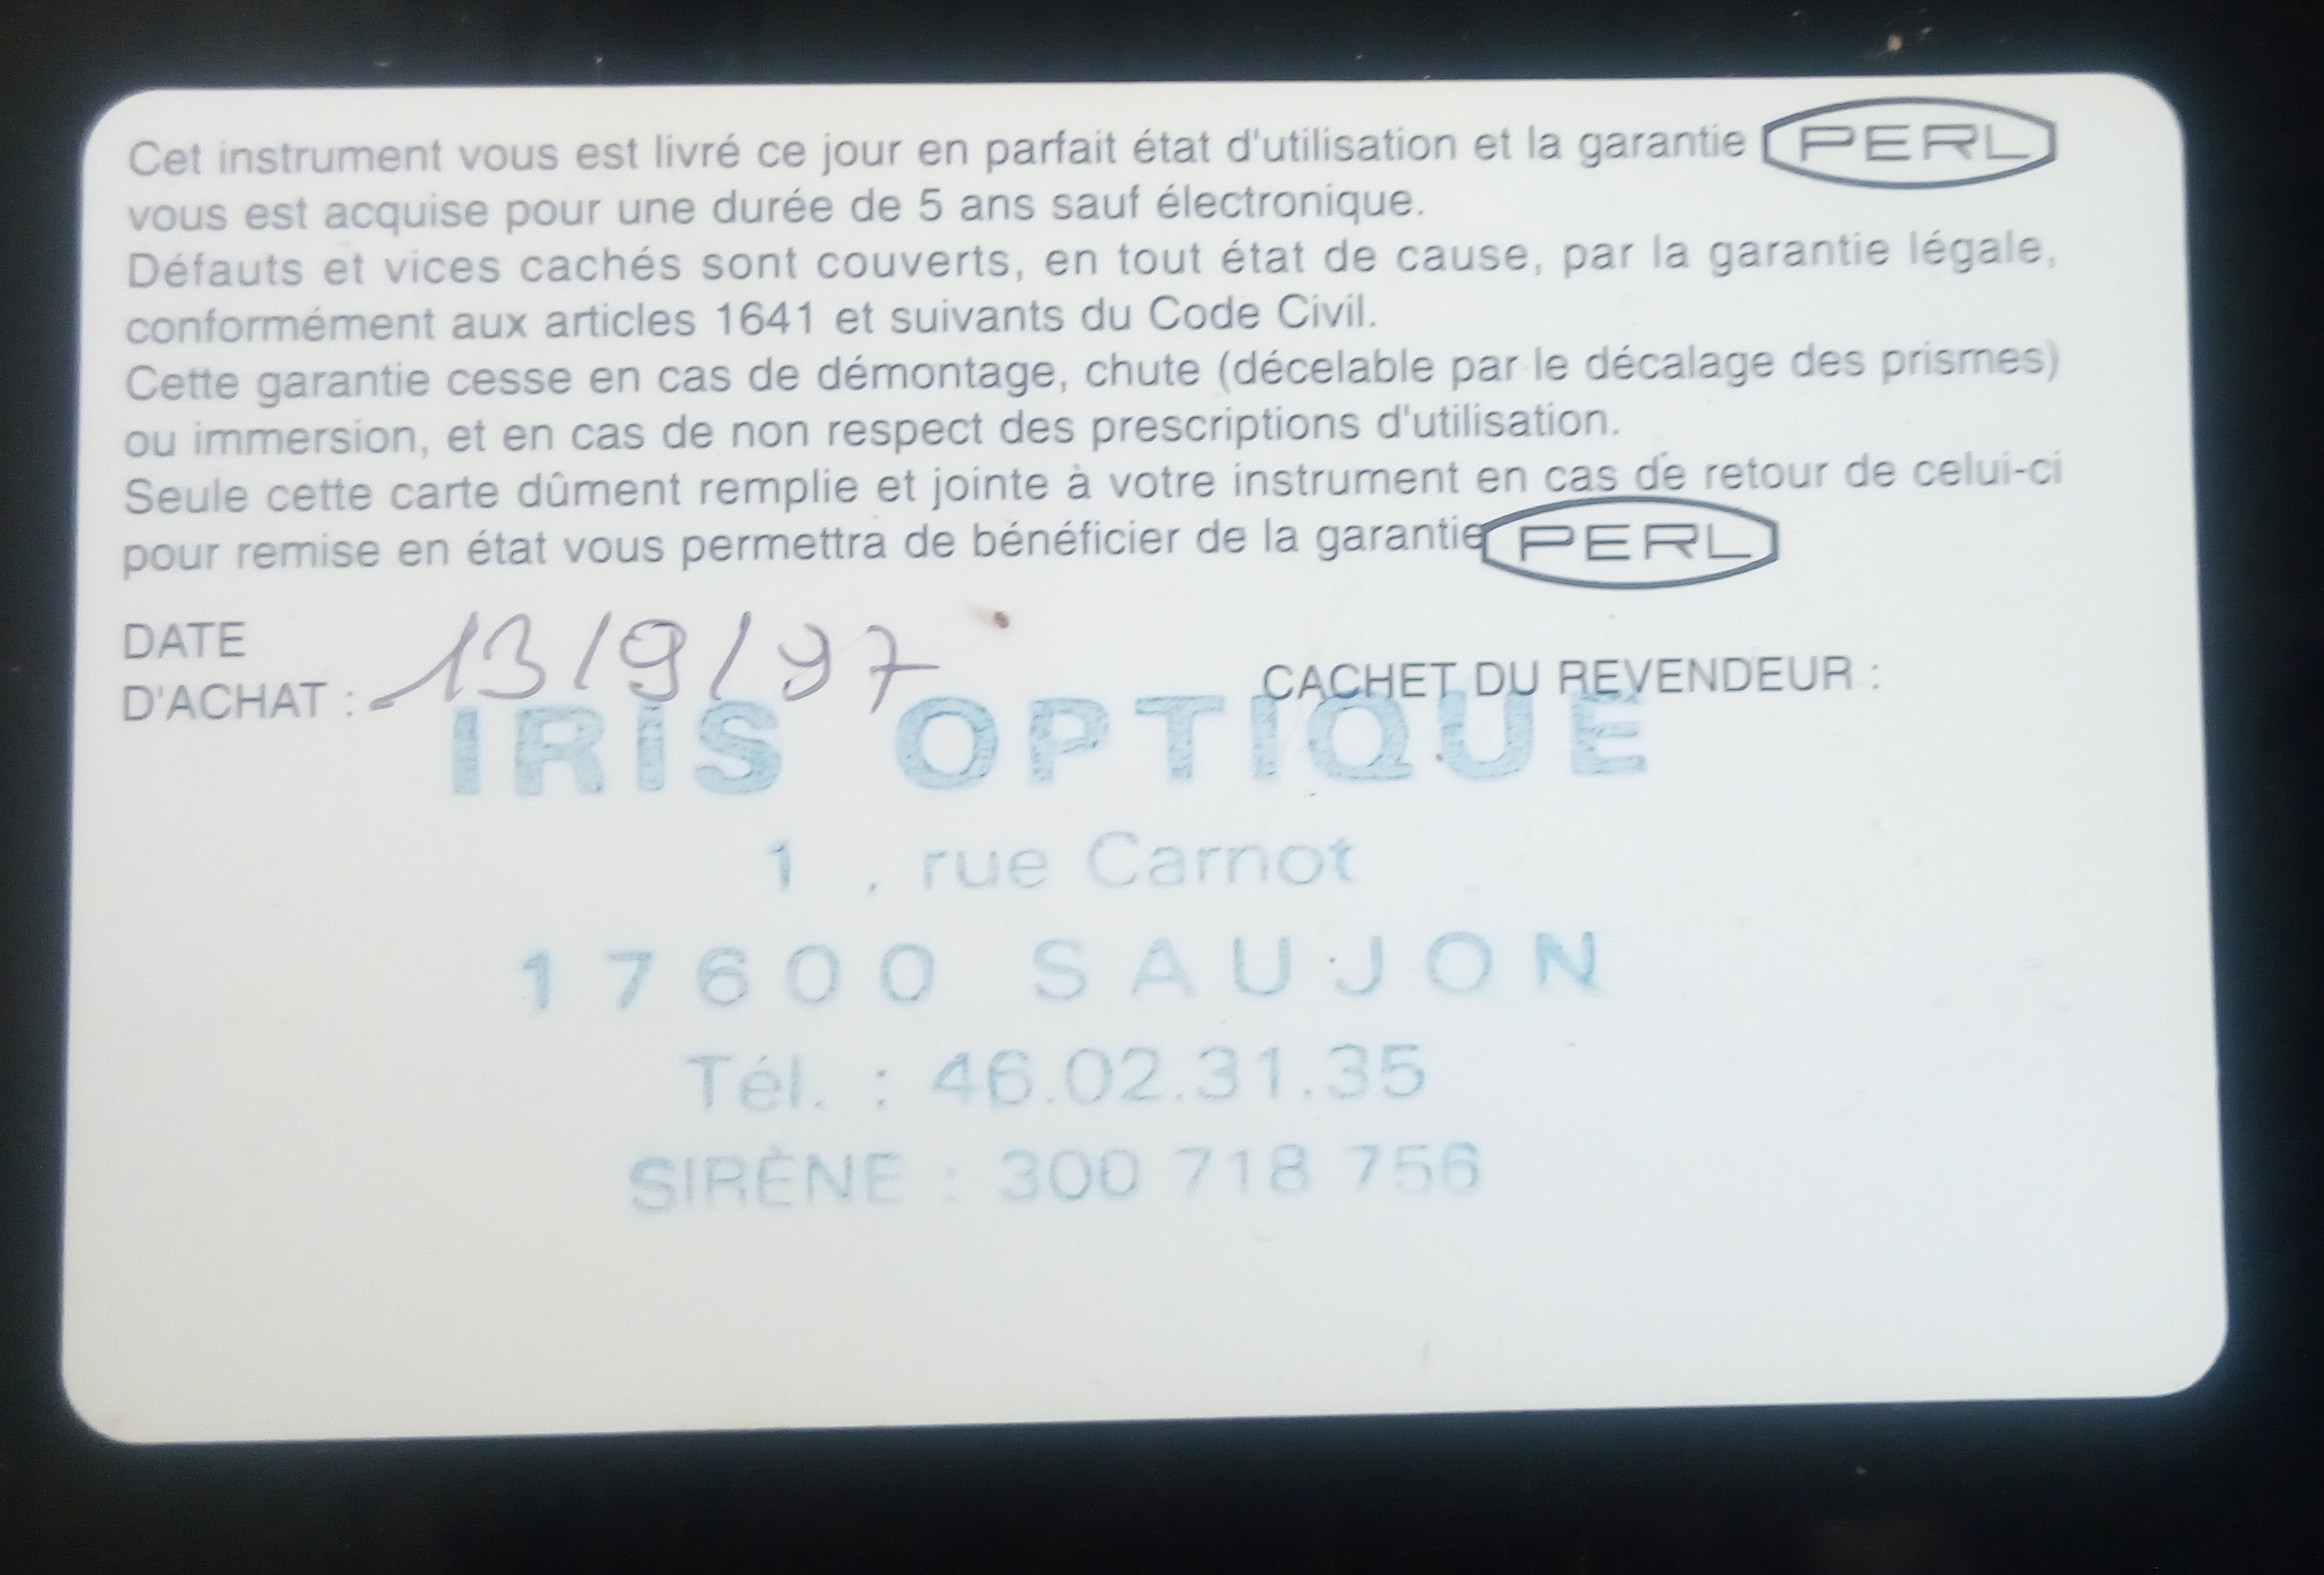 Cet instrument vous est livré ce jour en parfait état d'utilisation et la garantie PERL
vous est acquise pour une durée de 5 ans sauf électronique.
Défauts et vices cachés sont couverts, en tout état de cause, par la garantie légale,
conformément aux articles 1641 et suivants du Code Civil.
Cette garantie cesse en cas de démontage, chute (décelable par le décalage des prismes)
ou immersion, et en cas de non respect des prescriptions d'utilisation.
Seule cette carte dûment remplie et jointe à votre instrument en cas de retour de celui-ci
pour remise en état vous permettra de bénéficier de la garantie PERL
DATE
D'ACHAT : 13/9/97
CACHET DU REVENDEUR :
IRIS OPTIQUE
1 , rue Carnot
17600 SAUJON
Tél. : 46.02.31.35
SIRÈNE : 300 718 756